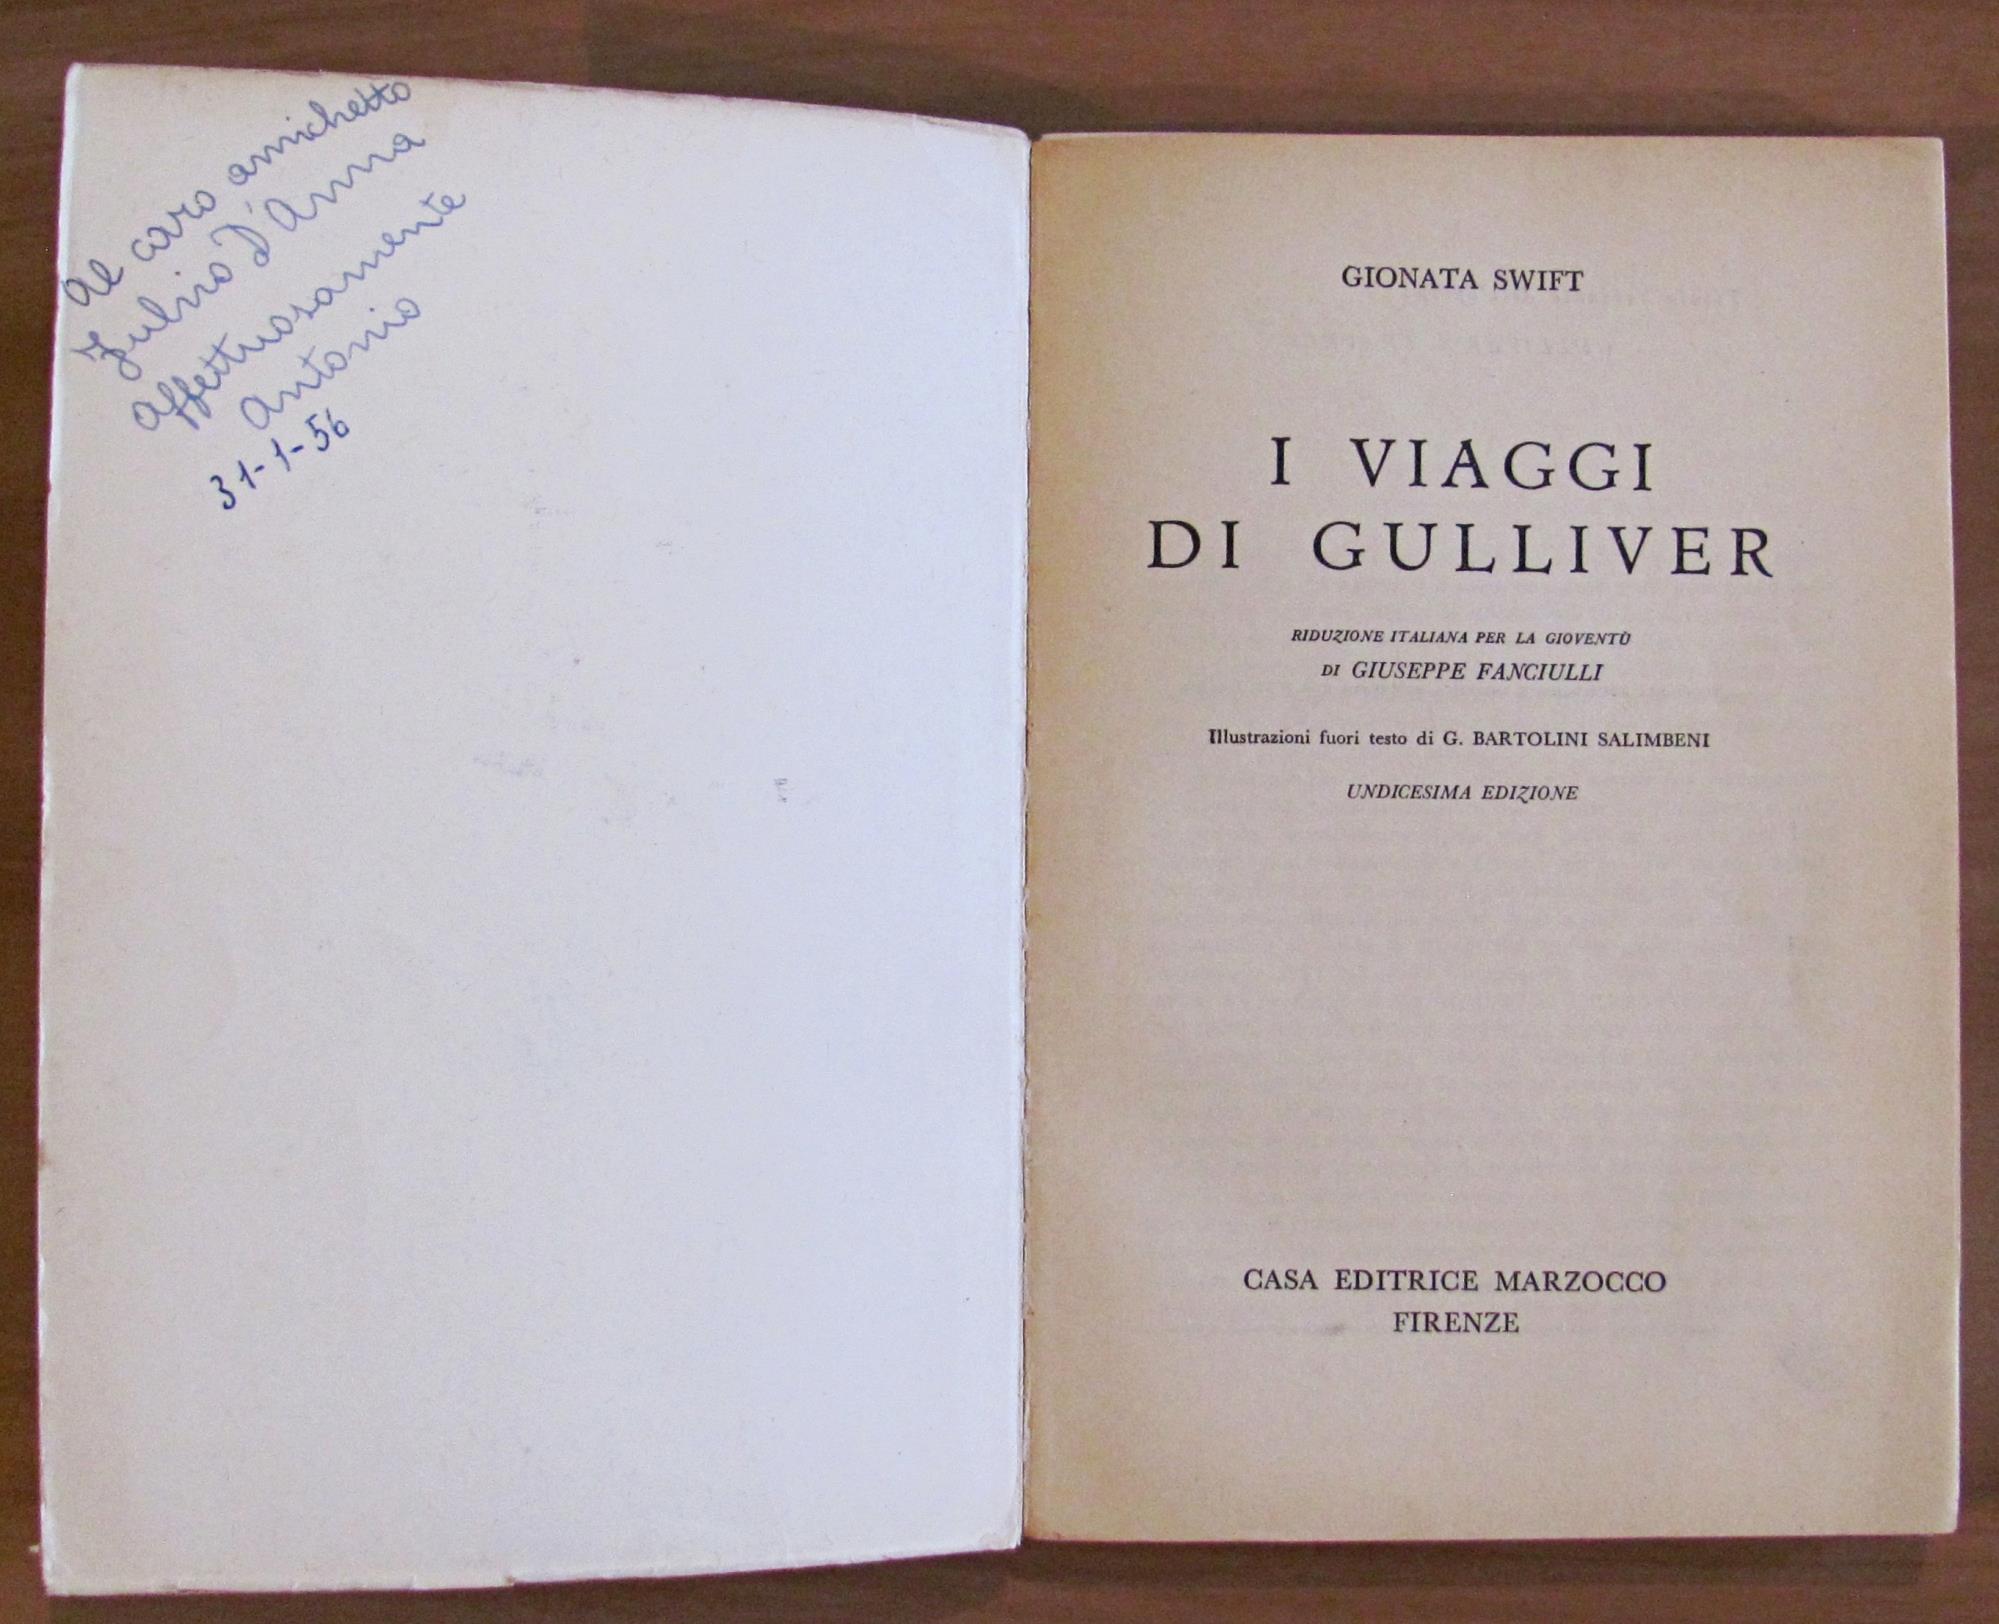 Al caro amichetto
Fulvio D'Anna
affettuosamente
Antonio
31-1-56
GIONATA SWIFT
I VIAGGI
DI GULLIVER
RIDUZIONE ITALIANA PER LA GIOVENTÙ
DI GIUSEPPE FANCIULLI
Illustrazioni fuori testo di G. BARTOLINI SALIMBENI
UNDICESIMA EDIZIONE
CASA EDITRICE MARZOCCO
FIRENZE